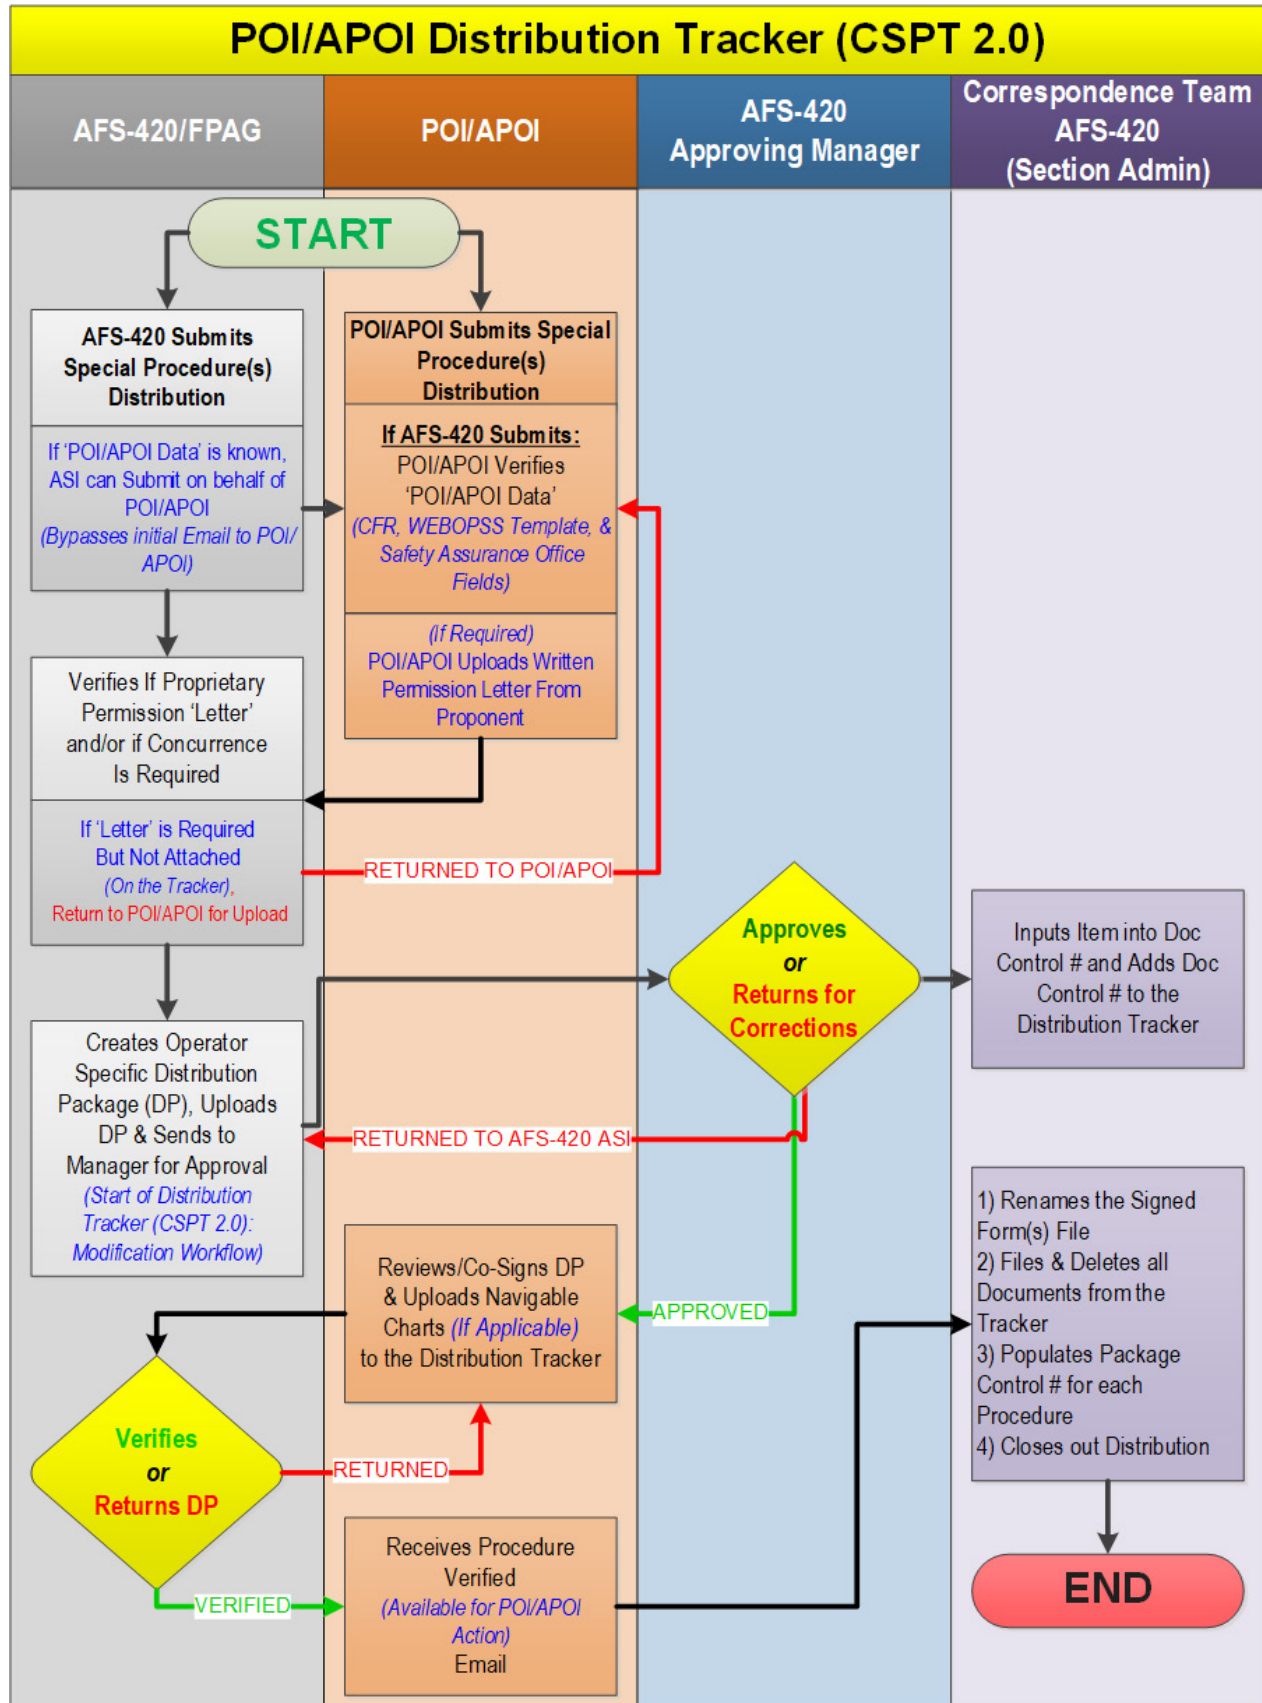 POI/APOI Distribution Tracker (CSPT 2.0)
AFS-420/FPAG
POI/APOI
AFS-420
Approving Manager
Correspondence Team
AFS-420
(Section Admin)
START
AFS-420 Submits
Special Procedure(s)
Distribution
If 'POI/APOI Data' is known,
ASI can Submit on behalf of
POI/APOI
(Bypasses initial Email to POI/
APOI)
POI/APOI Submits Special
Procedure(s)
Distribution
If AFS-420 Submits:
POI/APOI Verifies
'POI/APOI Data'
(CFR, WEBOPSS Template, &
Safety Assurance Office
Fields)
(If Required)
POI/APOI Uploads Written
Permission Letter From
Proponent
Verifies If Proprietary
Permission 'Letter'
and/or if Concurrence
Is Required
If 'Letter' is Required
But Not Attached
(On the Tracker),
Return to POI/APOI for Upload
RETURNED TO POI/APOI
Approves
or
Returns for
Corrections
Inputs Item into Doc
Control # and Adds Doc
Control # to the
Distribution Tracker
Creates Operator
Specific Distribution
Package (DP), Uploads
DP & Sends to
Manager for Approval
(Start of Distribution
Tracker (CSPT 2.0):
Modification Workflow)
RETURNED TO AFS-420 ASI
Reviews/Co-Signs DP
& Uploads Navigable
Charts (If Applicable)
to the Distribution Tracker
APPROVED
1) Renames the Signed
Form(s) File
2) Files & Deletes all
Documents from the
Tracker
3) Populates Package
Control # for each
Procedure
4) Closes out Distribution
Verifies
or
Returns DP
RETURNED
VERIFIED
Receives Procedure
Verified
(Available for POI/APOI
Action)
Email
END